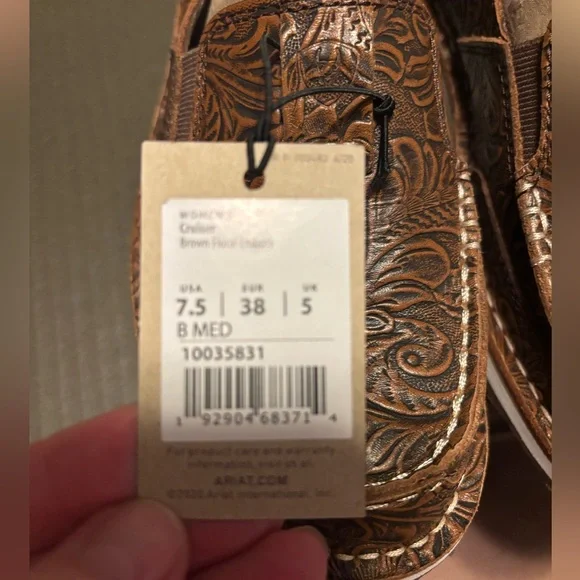 WOMEN'S
Cruiser
Brown Floral Emboss
USA EUR UK
7.5 | 38 | 5
B MED
10035831
1 92904 68371 4
For product care and warranty
information, visit us at:
ARIAT.COM
©2020 Ariat International, Inc.